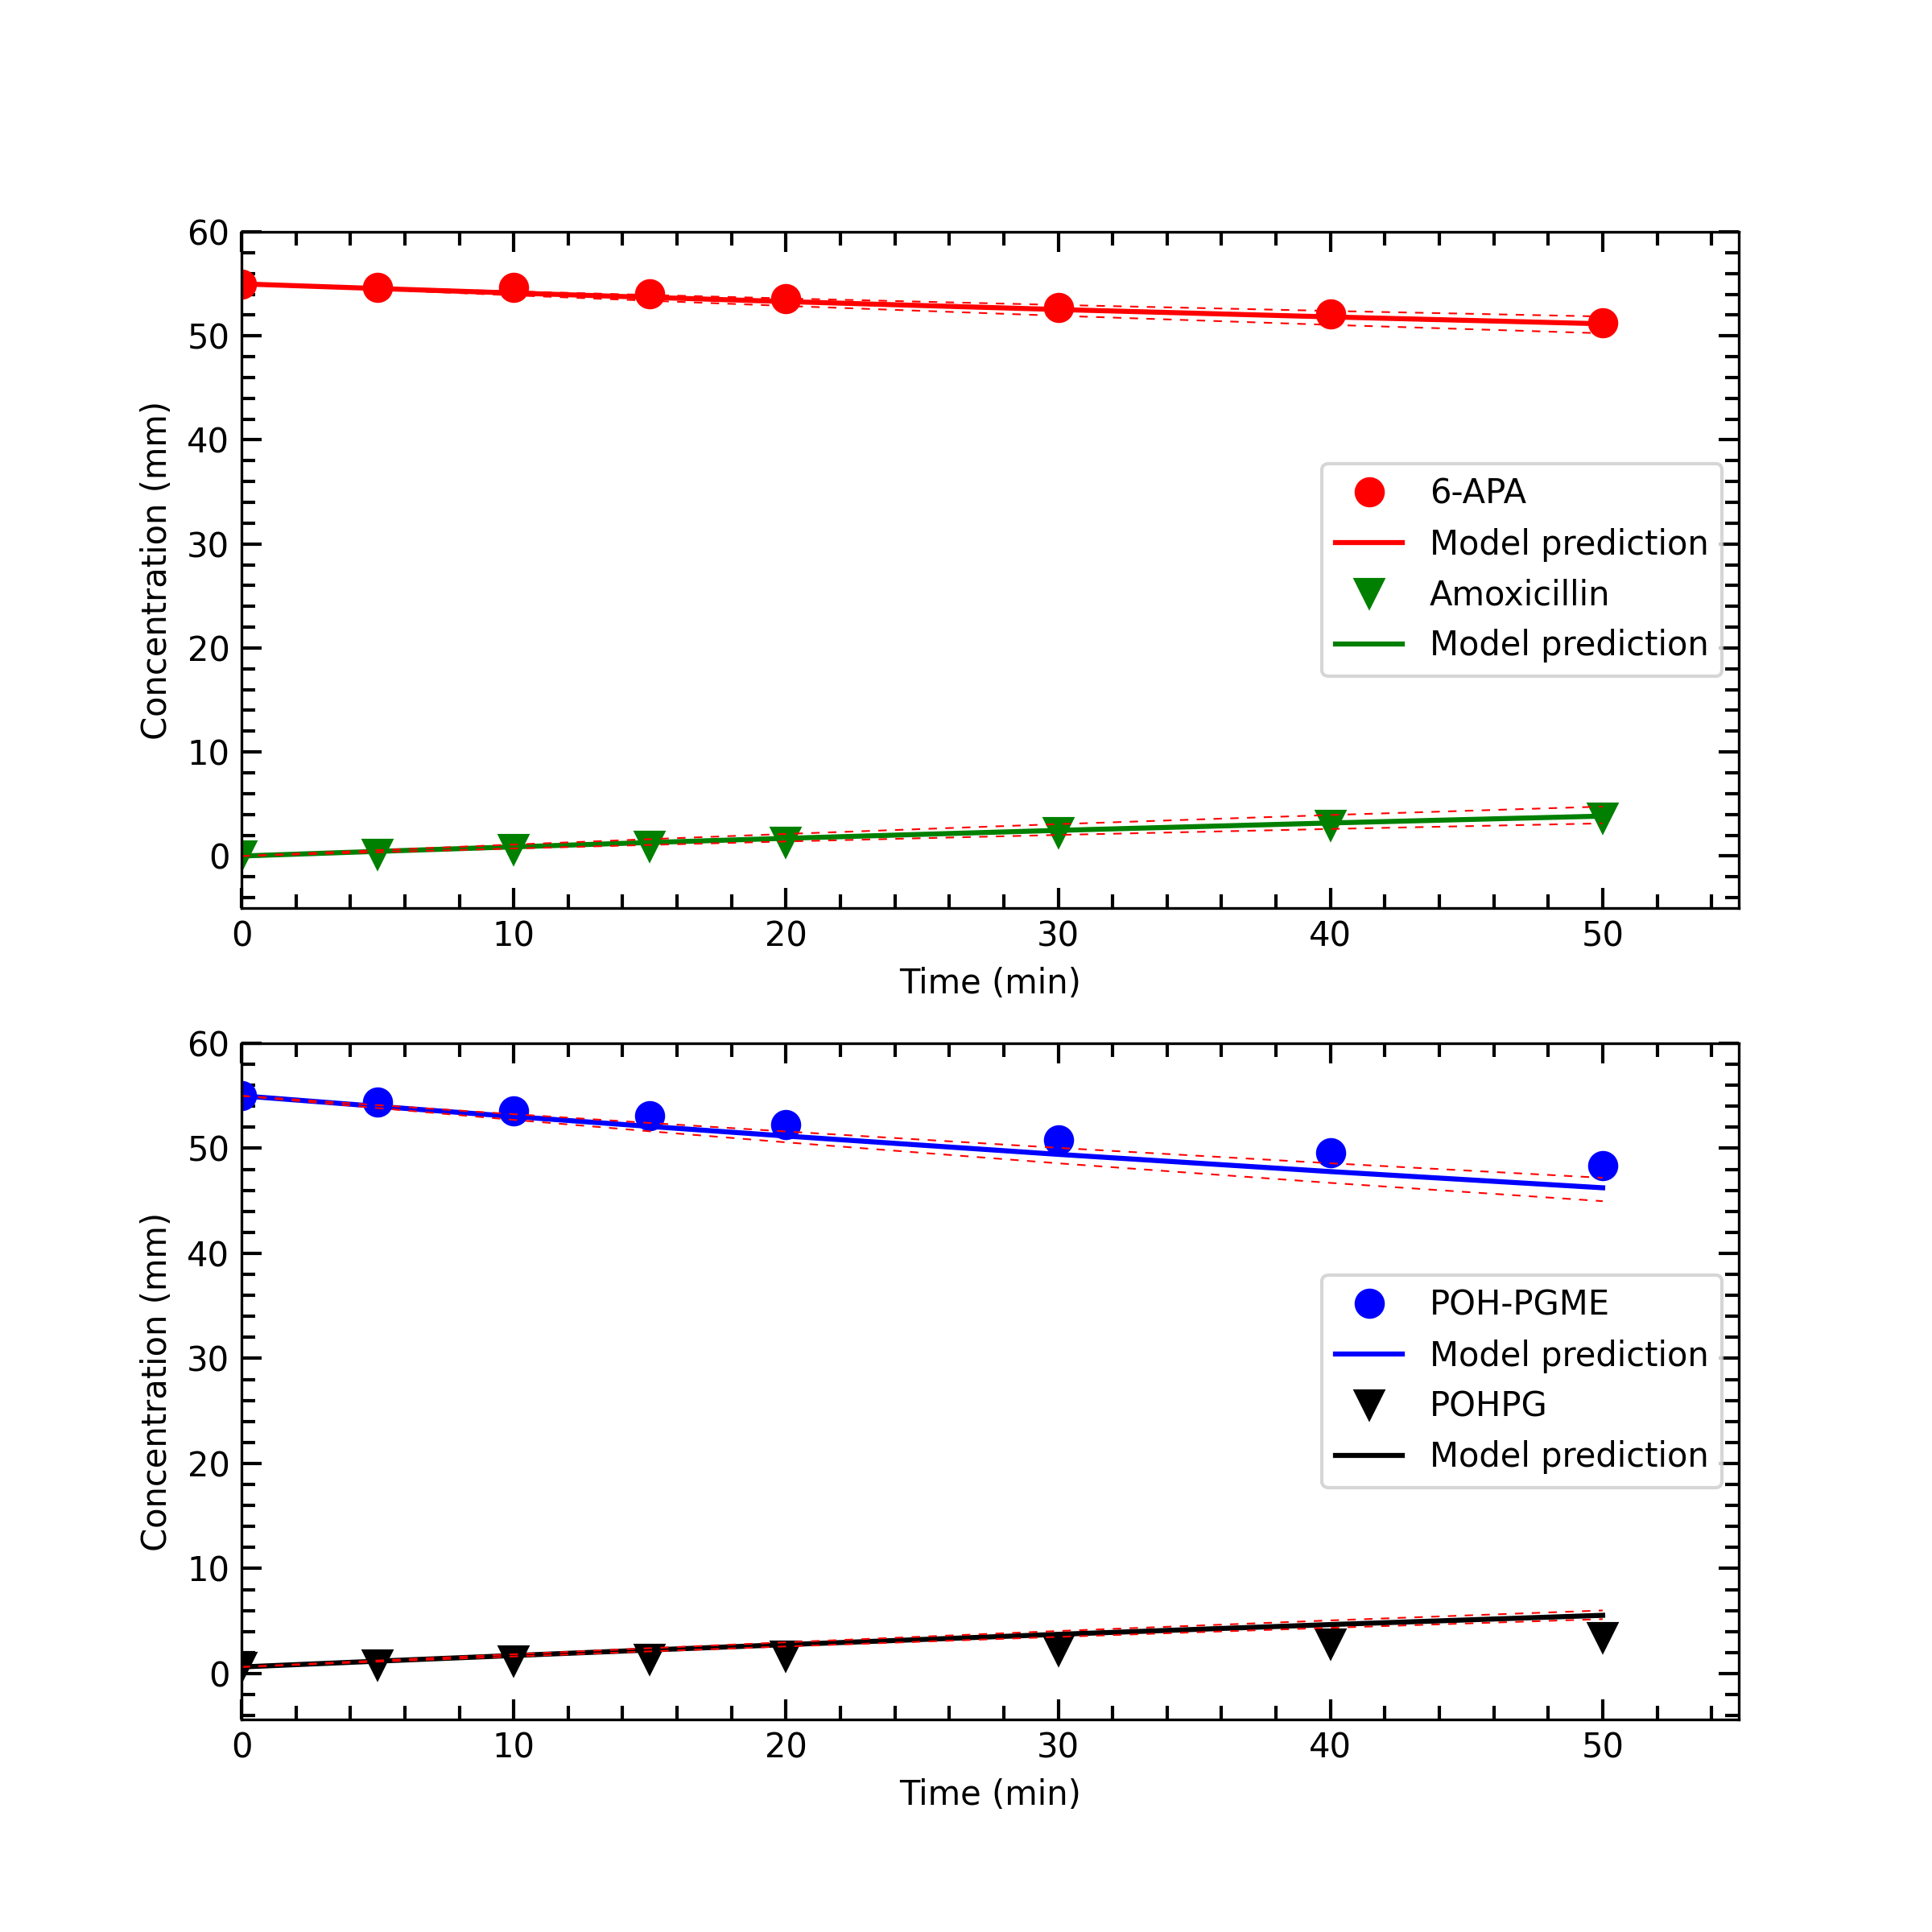 60
50
40
30
20
10
0
Concentration (mm)
6-APA
Model prediction
Amoxicillin
Model prediction
0 10 20 30 40 50
Time (min)
60
50
40
30
20
10
0
Concentration (mm)
POH-PGME
Model prediction
POHPG
Model prediction
0 10 20 30 40 50
Time (min)